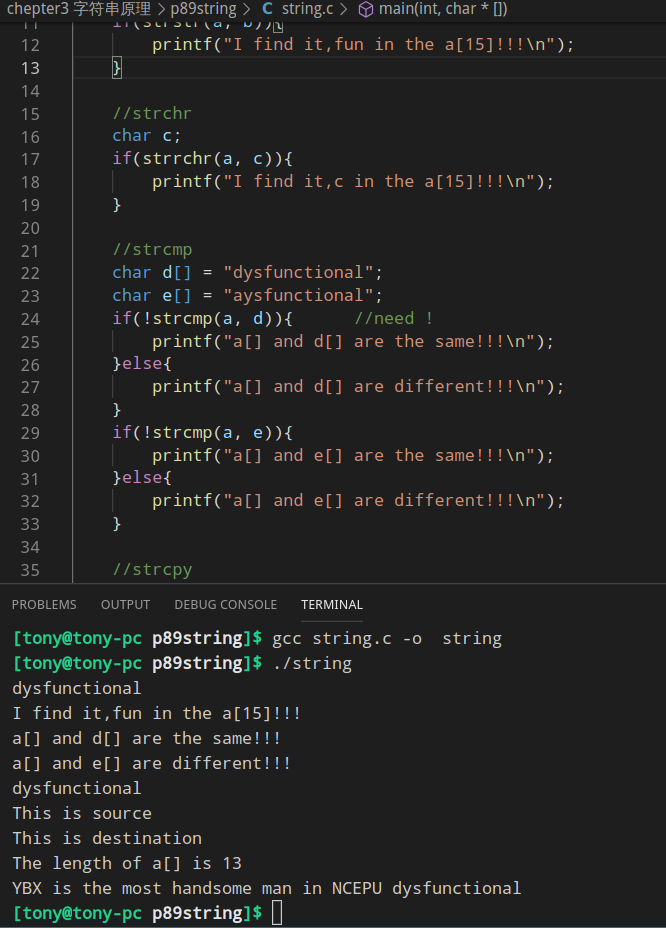 chepter3 字符串原理 > p89string > C string.c > main(int, char * [])
11 if(strstr(a, b)){
12 printf("I find it,fun in the a[15]!!!\n");
13 }
14
15 //strchr
16 char c;
17 if(strrchr(a, c)){
18 printf("I find it,c in the a[15]!!!\n");
19 }
20
21 //strcmp
22 char d[] = "dysfunctional";
23 char e[] = "aysfunctional";
24 if(!strcmp(a, d)){ //need !
25 printf("a[] and d[] are the same!!!\n");
26 }else{
27 printf("a[] and d[] are different!!!\n");
28 }
29 if(!strcmp(a, e)){
30 printf("a[] and e[] are the same!!!\n");
31 }else{
32 printf("a[] and e[] are different!!!\n");
33 }
34
35 //strcpy
PROBLEMS OUTPUT DEBUG CONSOLE TERMINAL
[tony@tony-pc p89string]$ gcc string.c -o  string
[tony@tony-pc p89string]$ ./string
dysfunctional
I find it,fun in the a[15]!!!
a[] and d[] are the same!!!
a[] and e[] are different!!!
dysfunctional
This is source
This is destination
The length of a[] is 13
YBX is the most handsome man in NCEPU dysfunctional
[tony@tony-pc p89string]$